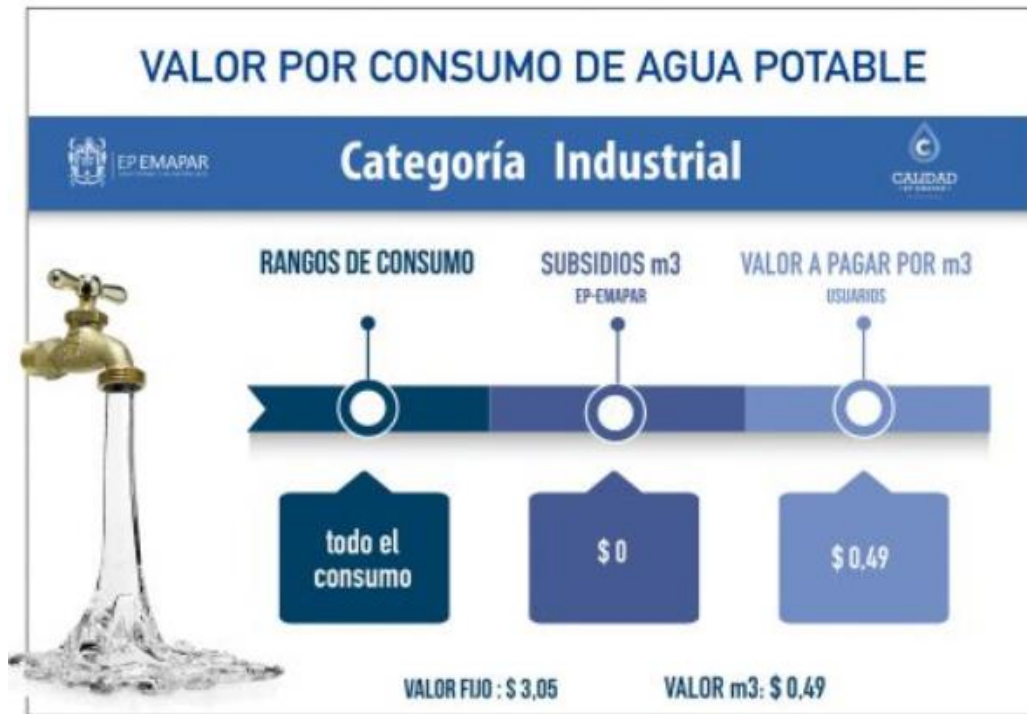 VALOR POR CONSUMO DE AGUA POTABLE
EP EMAPAR
Categoría Industrial
CALIDAD
RANGOS DE CONSUMO
SUBSIDIOS m3
EP-EMAPAR
VALOR A PAGAR POR m3
USUARIOS
todo el
consumo
$ 0
$ 0,49
VALOR FIJO : $ 3,05
VALOR m3: $ 0,49